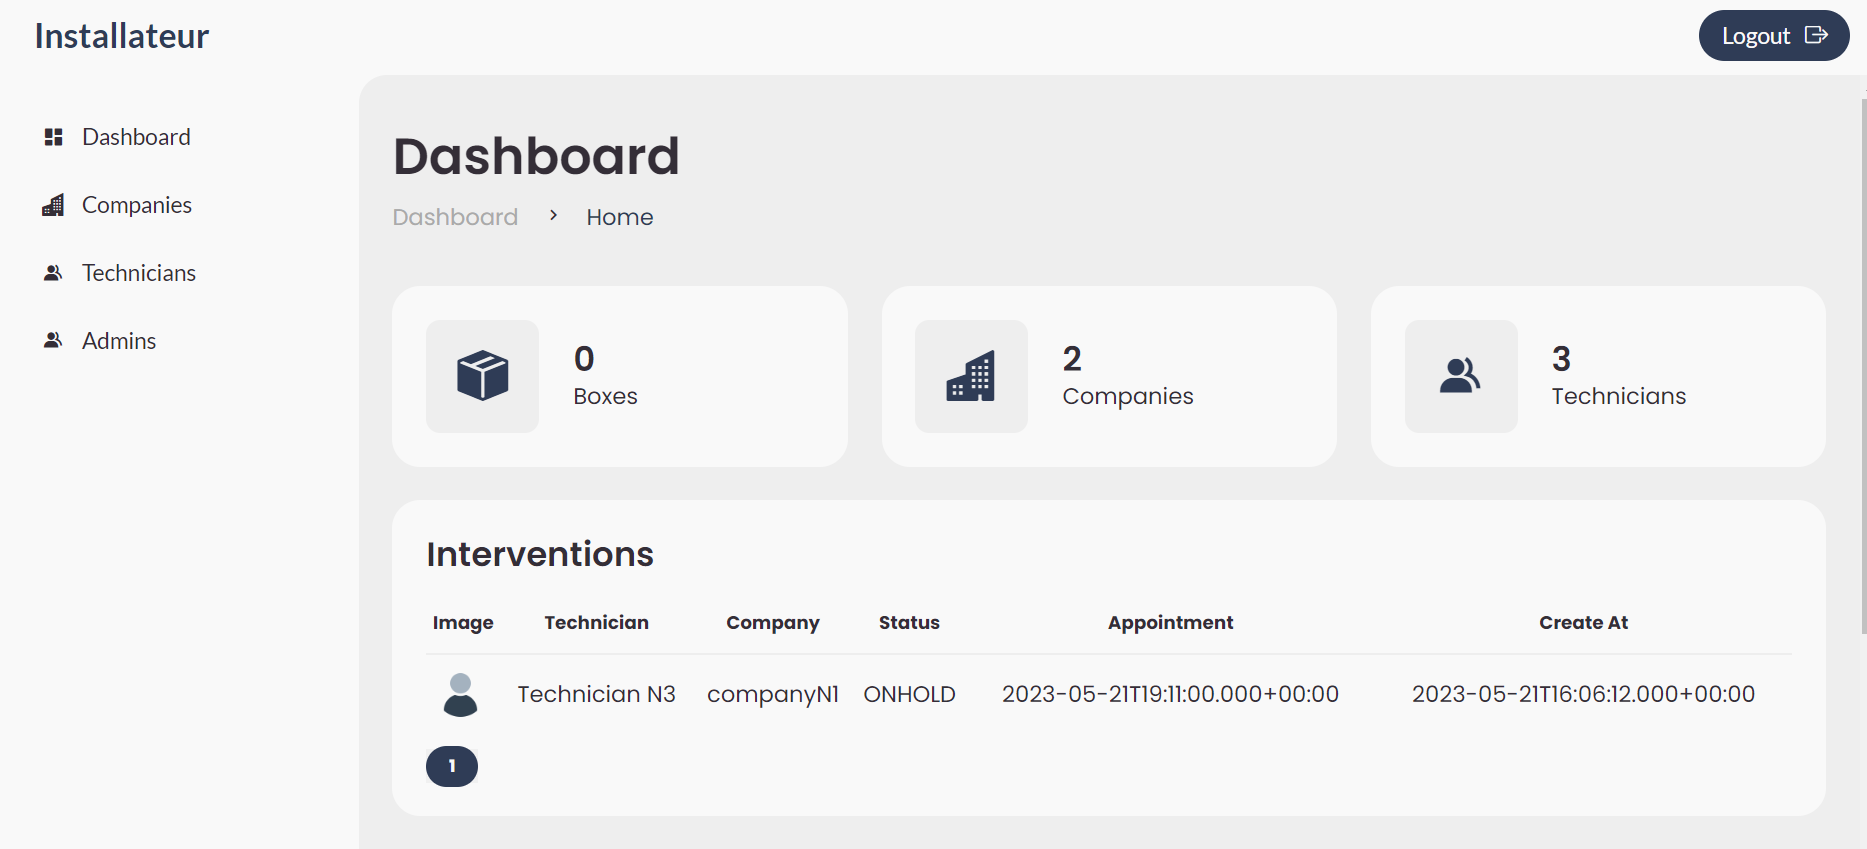 Installateur
Logout
Dashboard
Companies
Technicians
Admins
Dashboard
Dashboard > Home
0
Boxes
2
Companies
3
Technicians
Interventions
Image Technician Company Status Appointment Create At
Technician N3 companyN1 ONHOLD 2023-05-21T19:11:00.000+00:00 2023-05-21T16:06:12.000+00:00
1